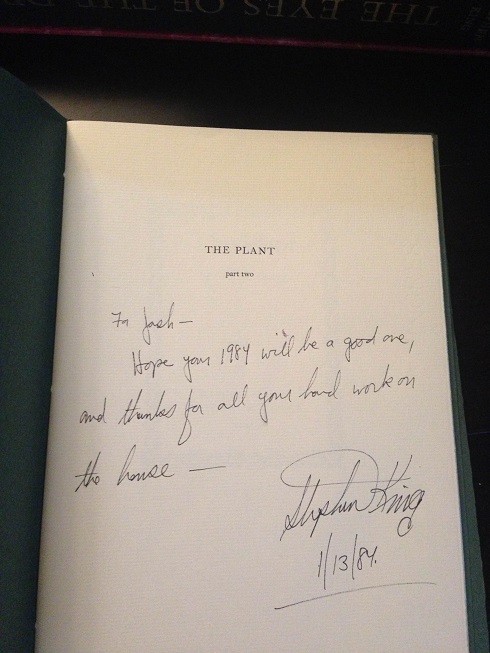 THE EYES OF THE DR
THE PLANT
part two
For Josh—
Hope your 1984 will be a good one,
and thanks for all your hard work on
the house —
Stephen King
1/13/84.